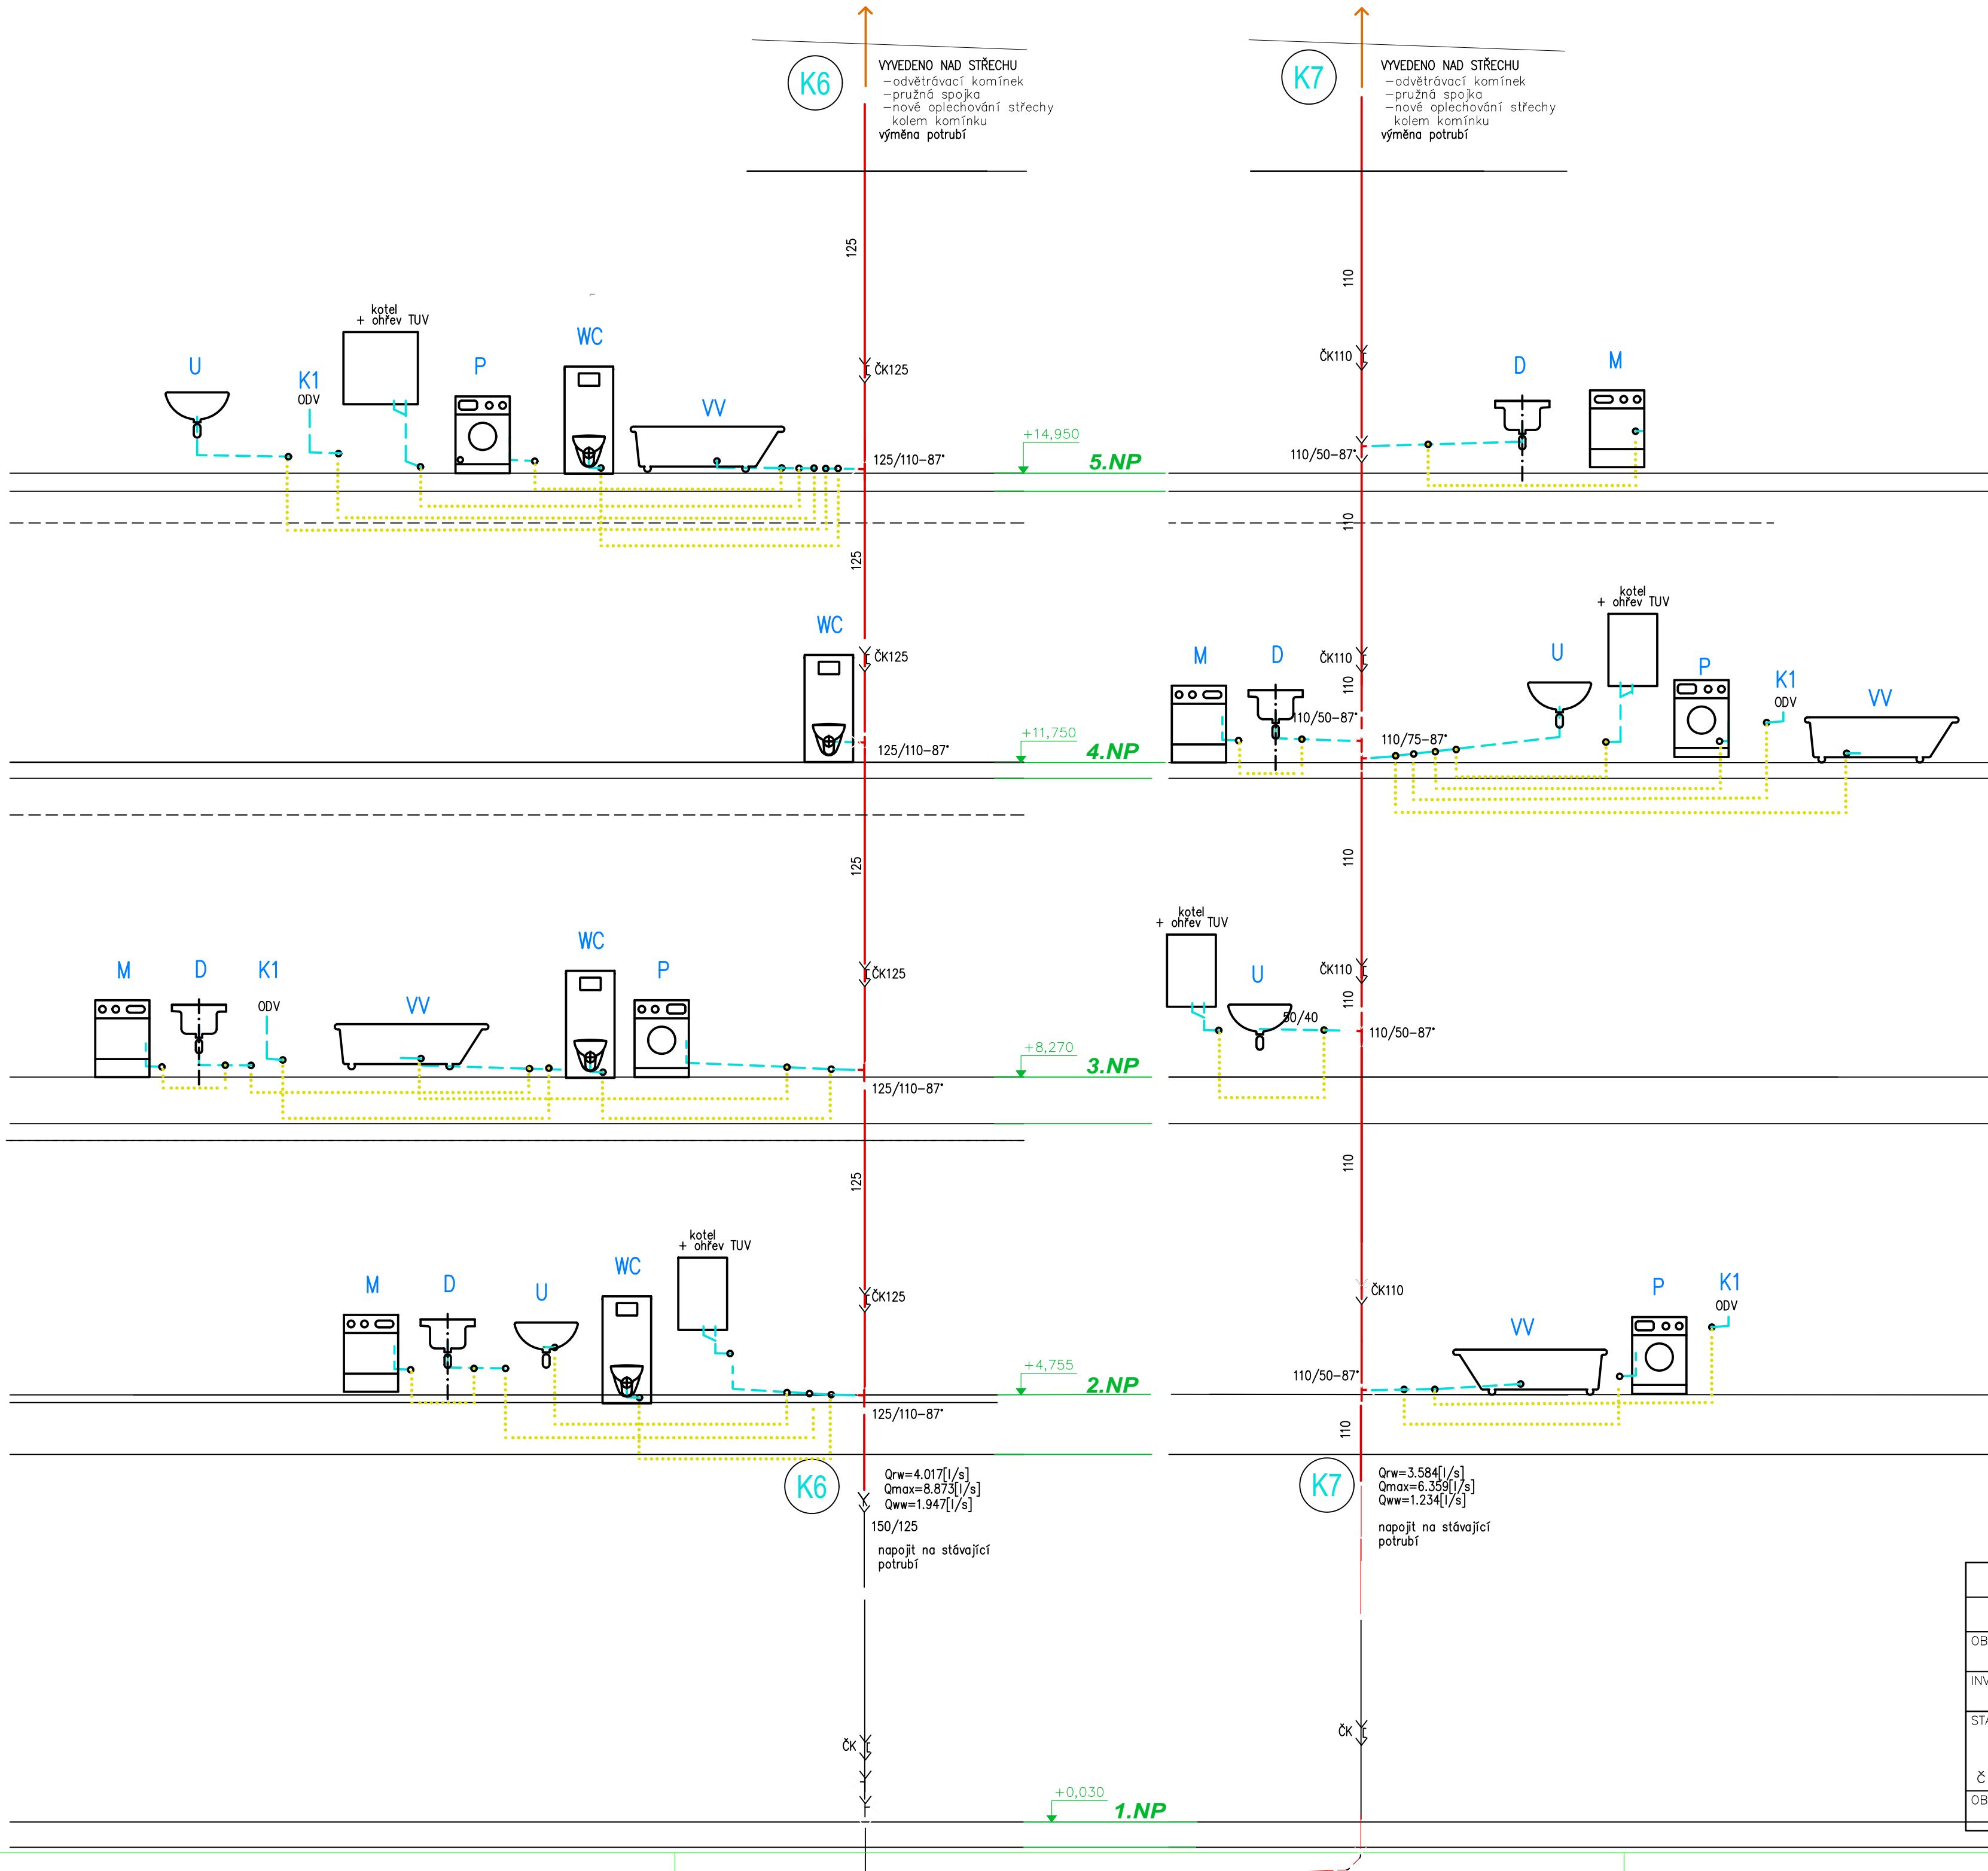 K6
VYVEDENO NAD STŘECHU
-odvětrávací komínek
-pružná spojka
-nové oplechování střechy
kolem komínku
výměna potrubí
K7
VYVEDENO NAD STŘECHU
-odvětrávací komínek
-pružná spojka
-nové oplechování střechy
kolem komínku
výměna potrubí
125
110
kotel
+ ohřev TUV
U
K1
ODV
P
WC
VV
ČK125
125/110-87°
+14,950
5.NP
ČK110
110/50-87°
D
M
125
110
WC
ČK125
125/110-87°
+11,750
4.NP
M
D
ČK110
110
110/50-87°
110/75-87°
U
kotel
+ ohřev TUV
P
K1
ODV
VV
125
110
M
D
K1
ODV
VV
WC
P
ČK125
125/110-87°
+8,270
3.NP
kotel
+ ohřev TUV
U
50/40
ČK110
110
110/50-87°
125
110
M
D
U
WC
kotel
+ ohřev TUV
ČK125
125/110-87°
+4,755
2.NP
ČK110
110/50-87°
VV
P
K1
ODV
110
K6
Qrw=4.017[l/s]
Qmax=8.873[l/s]
Qww=1.947[l/s]
150/125
napojit na stávající
potrubí
K7
Qrw=3.584[l/s]
Qmax=6.359[l/s]
Qww=1.234[l/s]
napojit na stávající
potrubí
ČK
ČK
+0,030
1.NP
OB
INV
STA
Č
OB